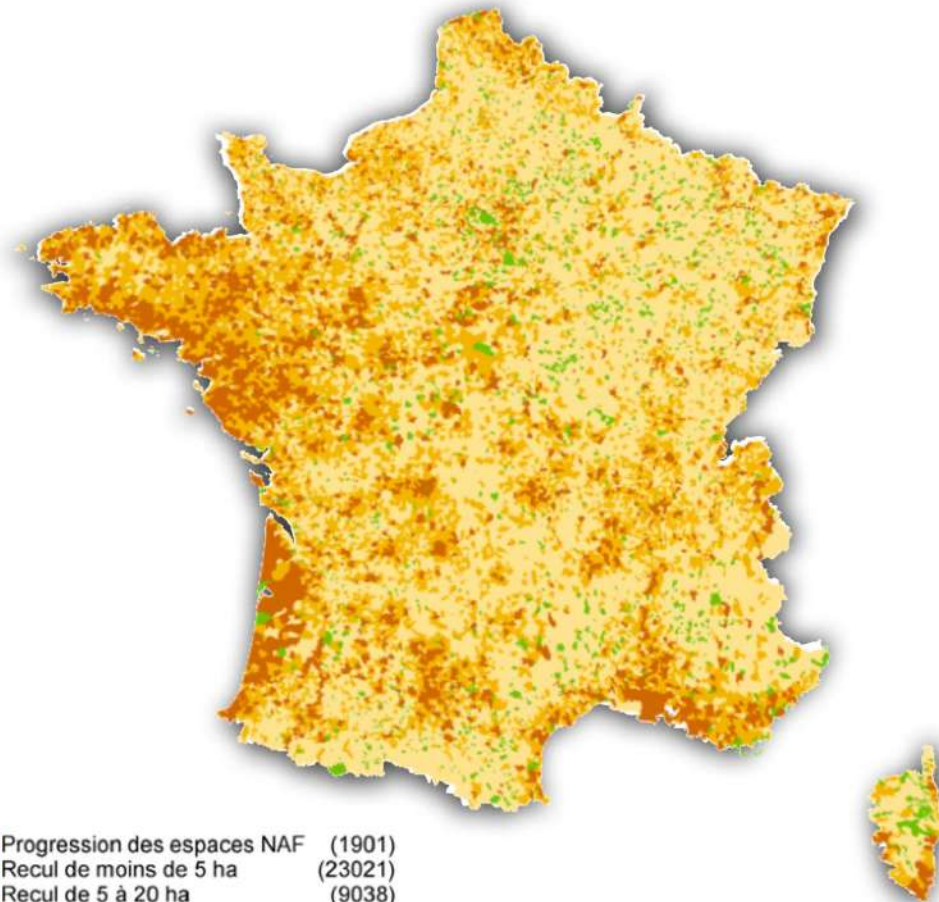 Progression des espaces NAF (1901)
Recul de moins de 5 ha (23021)
Recul de 5 à 20 ha (9038)